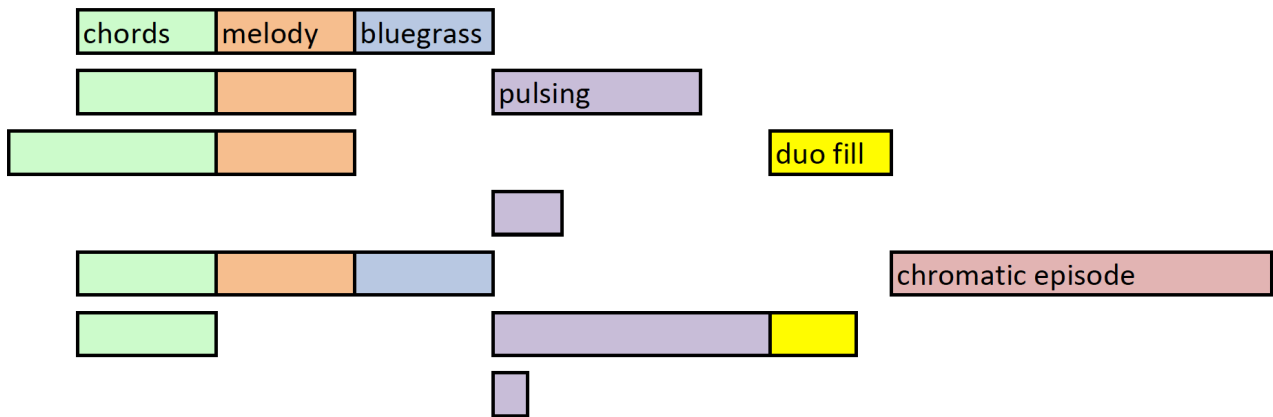 chords melody bluegrass
pulsing
duo fill
chromatic episode